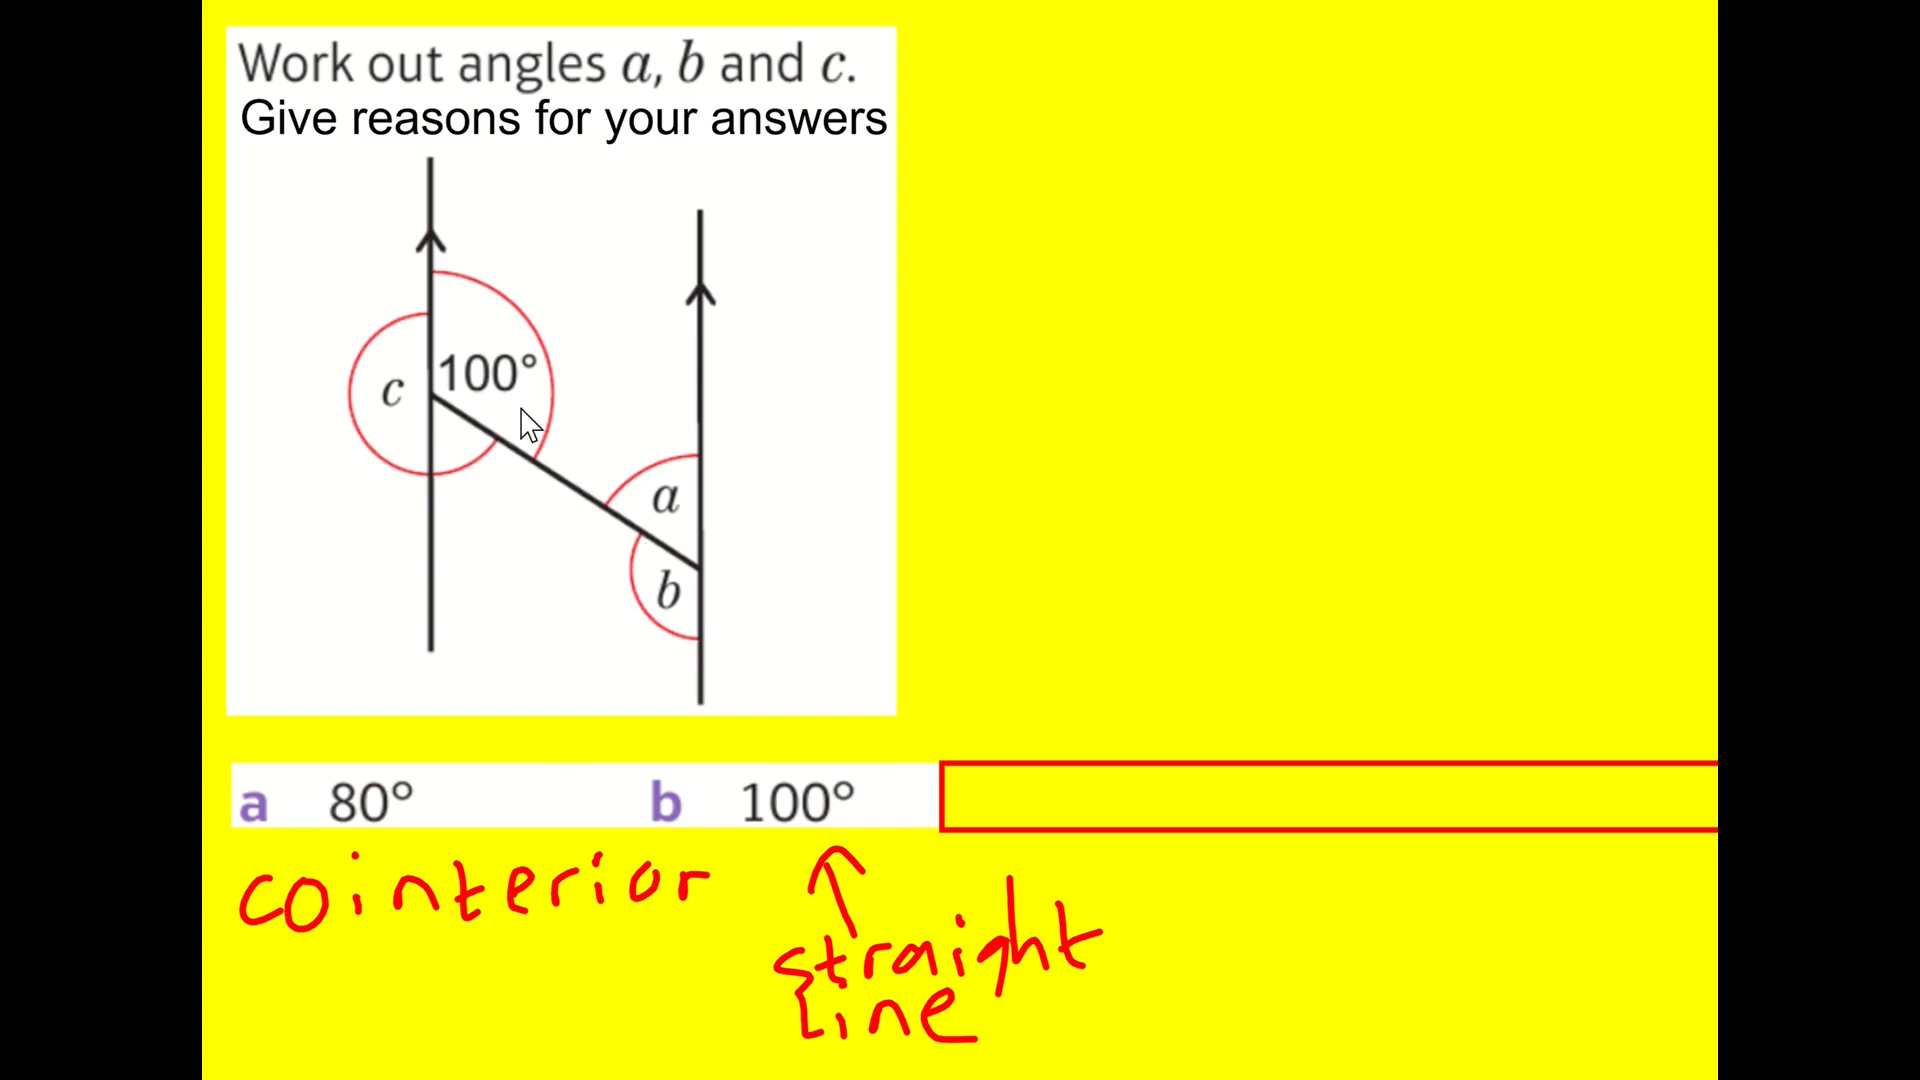 Work out angles a, b and c.
Give reasons for your answers
100°
c
a
b
a 80° b 100°
cointerior
straight
line